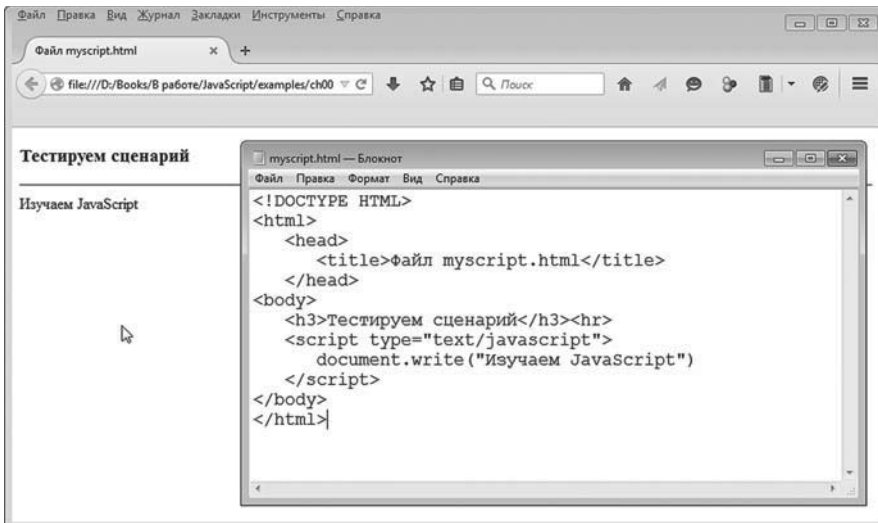 Файл Правка Вид Журнал Закладки Инструменты Справка
Файл myscript.html
file:///D:/Books/В работе/JavaScript/examples/ch00
Поиск
Тестируем сценарий
Изучаем JavaScript
myscript.html — Блокнот
Файл Правка Формат Вид Справка
<!DOCTYPE HTML>
<html>
<head>
<title>Файл myscript.html</title>
</head>
<body>
<h3>Тестируем сценарий</h3><hr>
<script type="text/javascript">
document.write("Изучаем JavaScript")
</script>
</body>
</html>